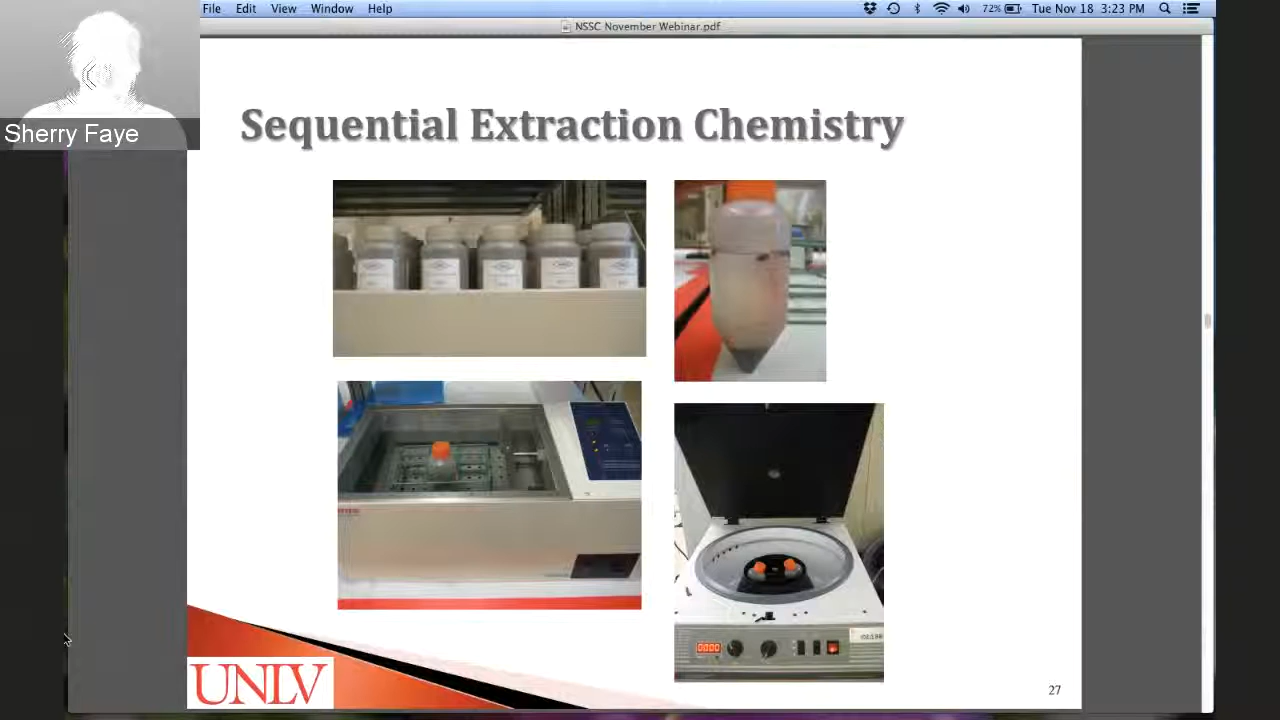 File Edit View Window Help
72% Tue Nov 18 3:23 PM
NSSC November Webinar.pdf
Sherry Faye
Sequential Extraction Chemistry
UNLV
27